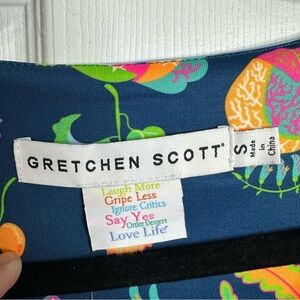 GRETCHEN SCOTT®
S
Made
in
China
Laugh More
Gripe Less
Ignore Critics
Say Yes
Order Dessert
Love Life